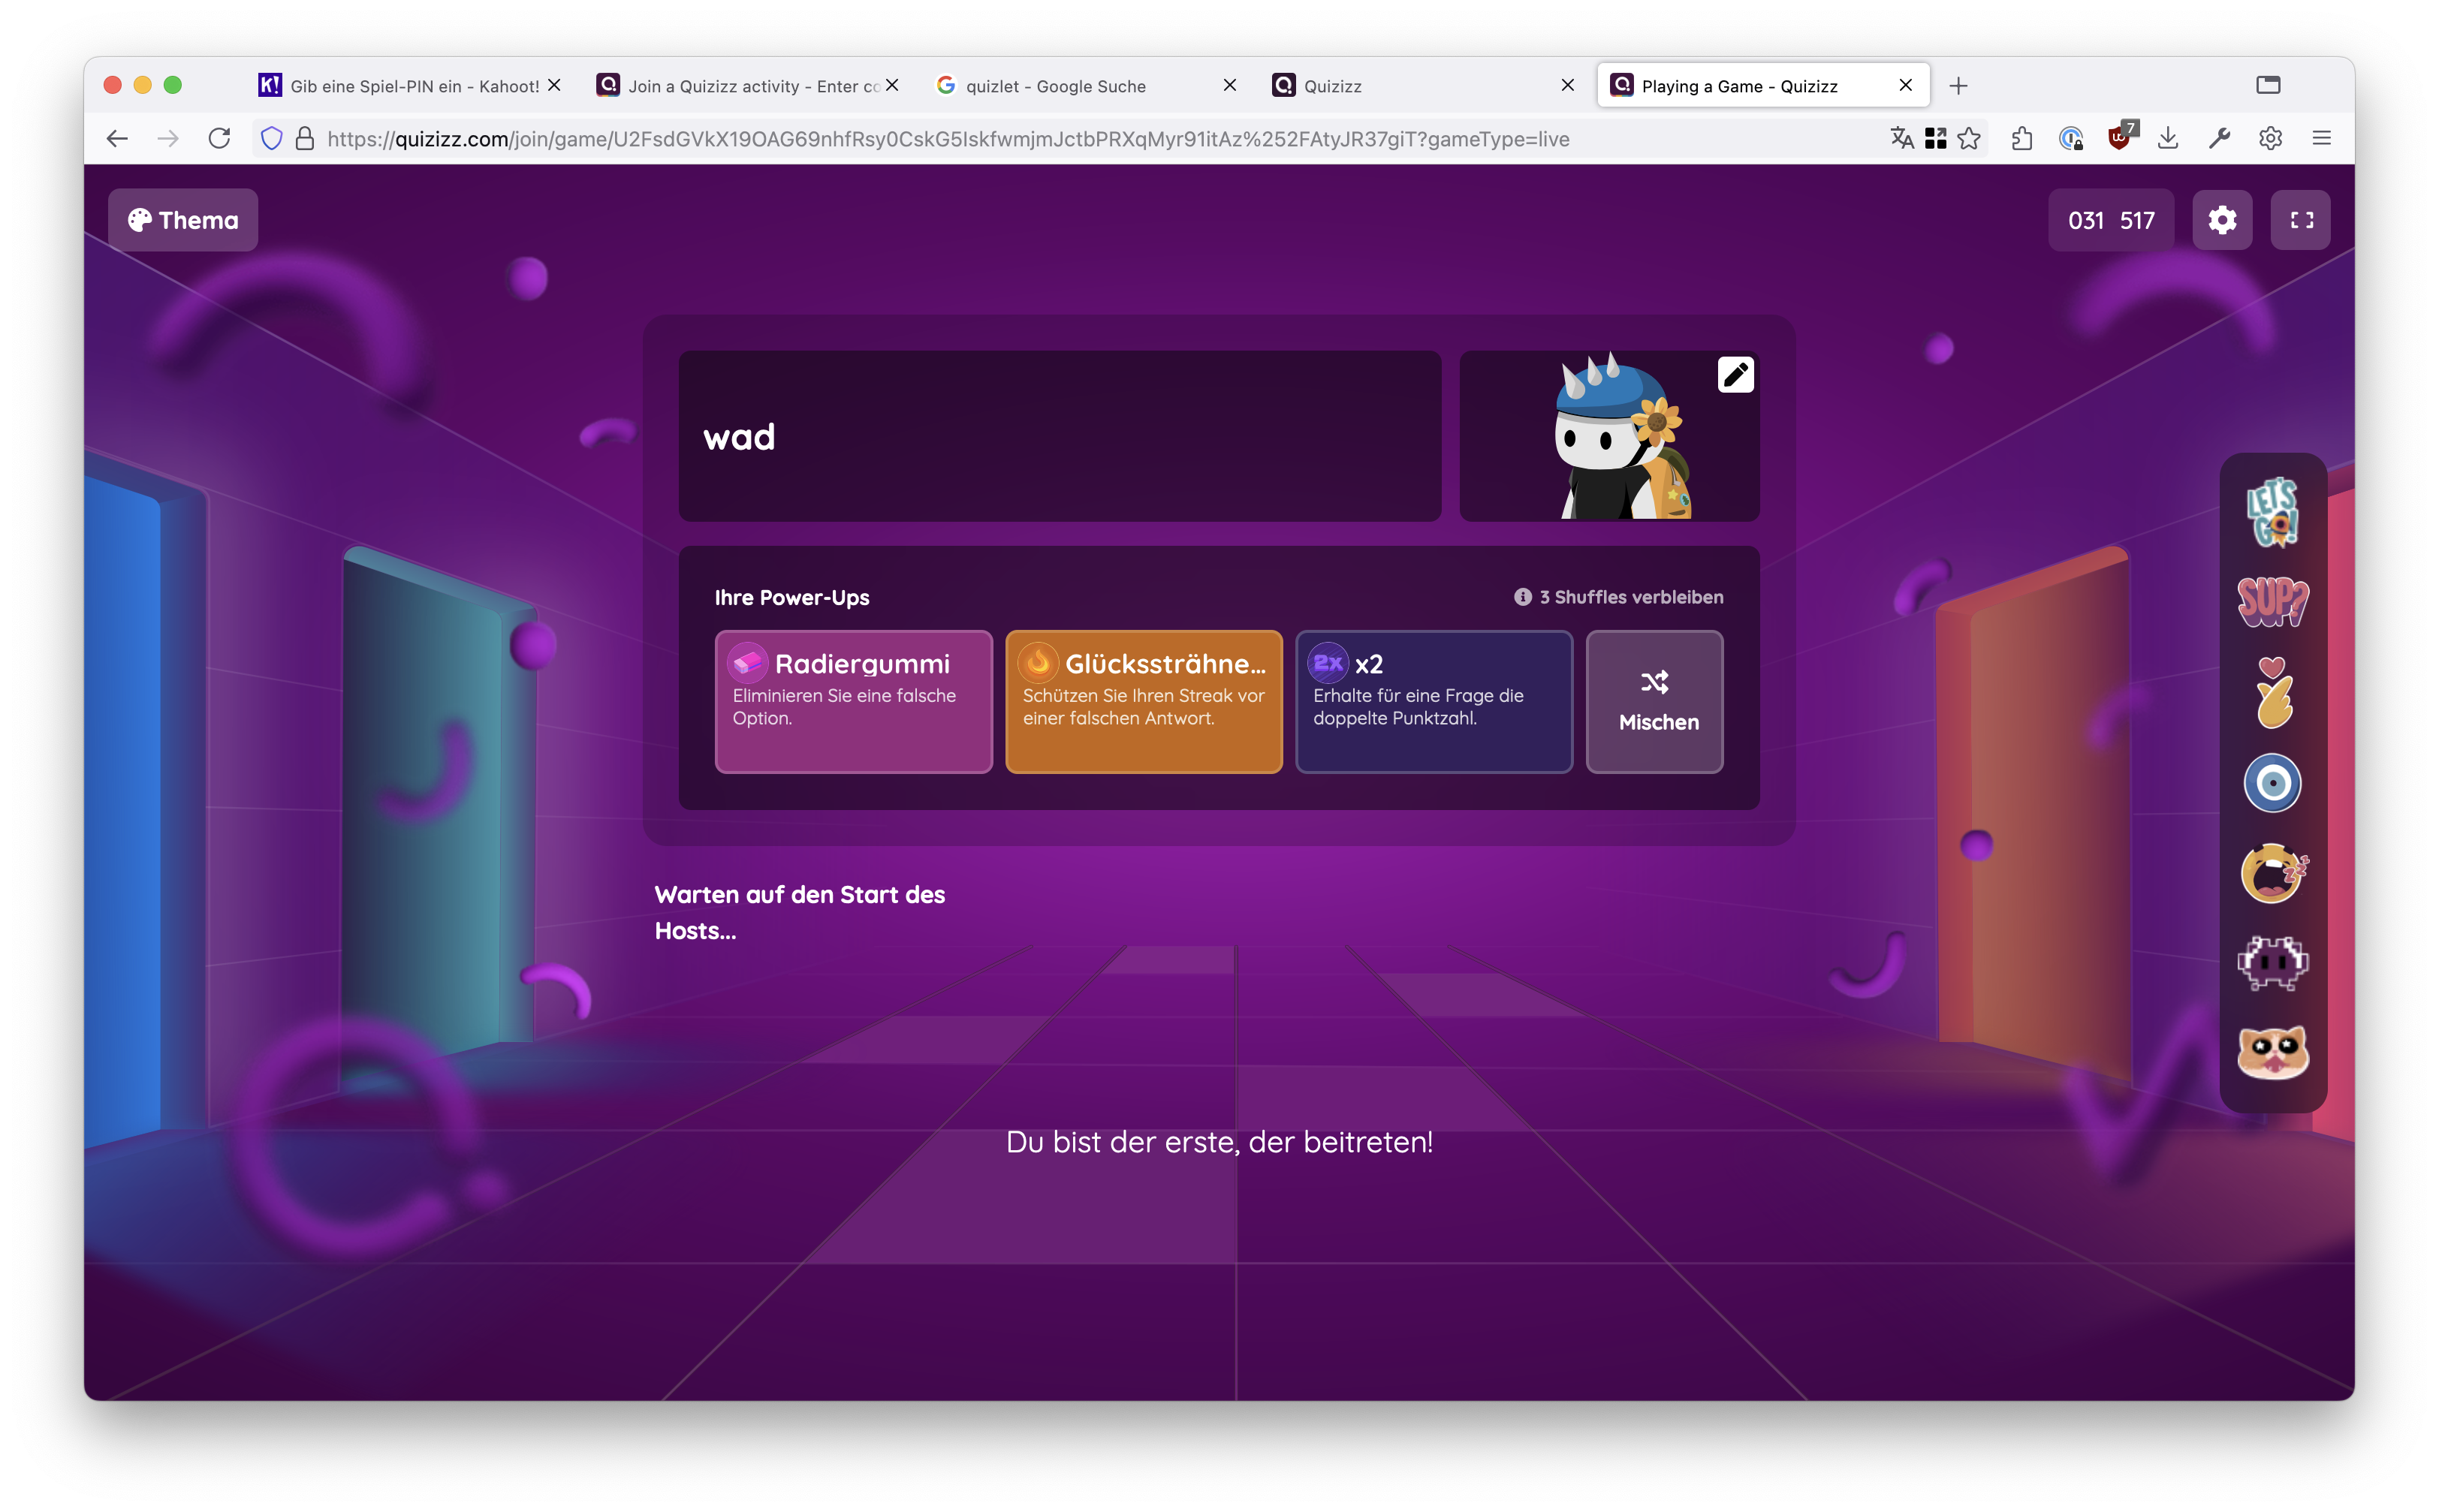 K! Gib eine Spiel-PIN ein - Kahoot!
Join a Quizizz activity - Enter co
quizlet - Google Suche
Quizizz
Playing a Game - Quizizz
https://quizizz.com/join/game/U2FsdGVkX19OAG69nhfRsy0CskG5IskfwmjmJctbPRXqMyr91itAz%252FAtyJR37giT?gameType=live
7
Thema
031 517
wad
LET'S GO!
SUP?
Ihre Power-Ups
3 Shuffles verbleiben
Radiergummi
Eliminieren Sie eine falsche
Option.
Glückssträhne...
Schützen Sie Ihren Streak vor
einer falschen Antwort.
2x x2
Erhalte für eine Frage die
doppelte Punktzahl.
Mischen
Warten auf den Start des
Hosts...
zzz
Du bist der erste, der beitreten!